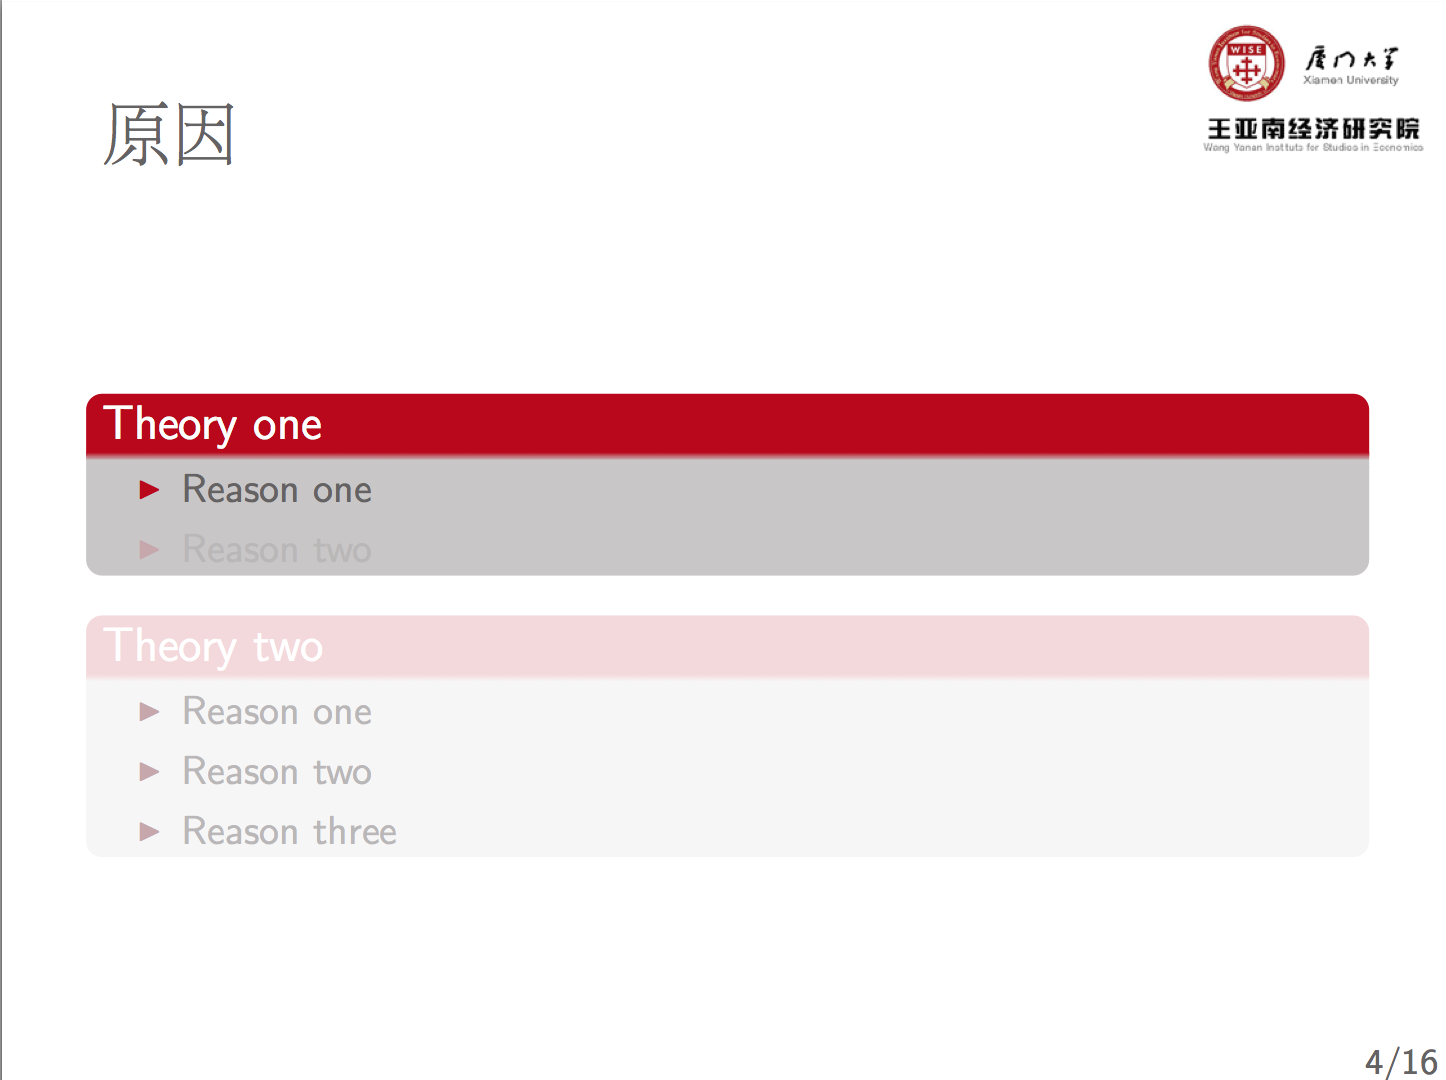 WISE
厦门大学
Xiamen University
王亚南经济研究院
Wang Yanan Institute for Studies in Economics
原因
Theory one
Reason one
Reason two
Theory two
Reason one
Reason two
Reason three
4/16